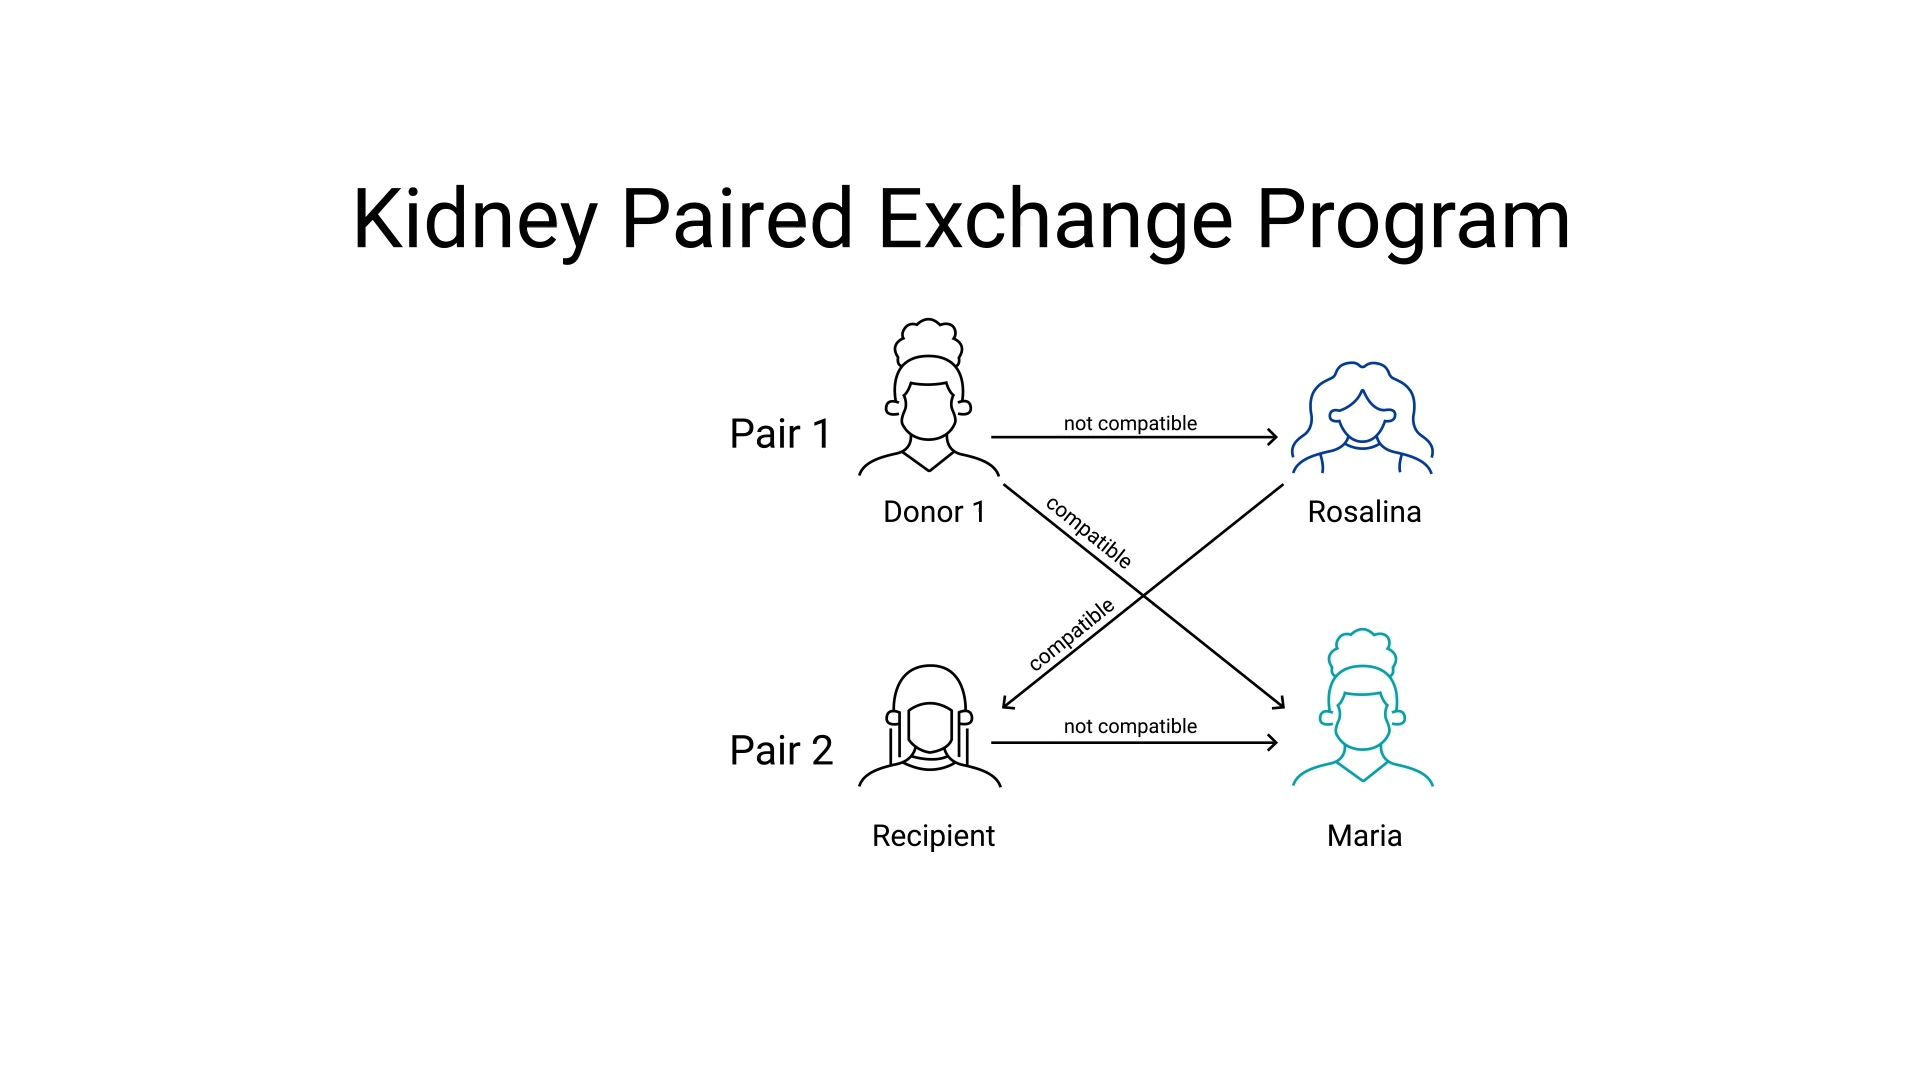 Kidney Paired Exchange Program
Pair 1
not compatible
Donor 1
Rosalina
compatible
compatible
Pair 2
not compatible
Recipient
Maria